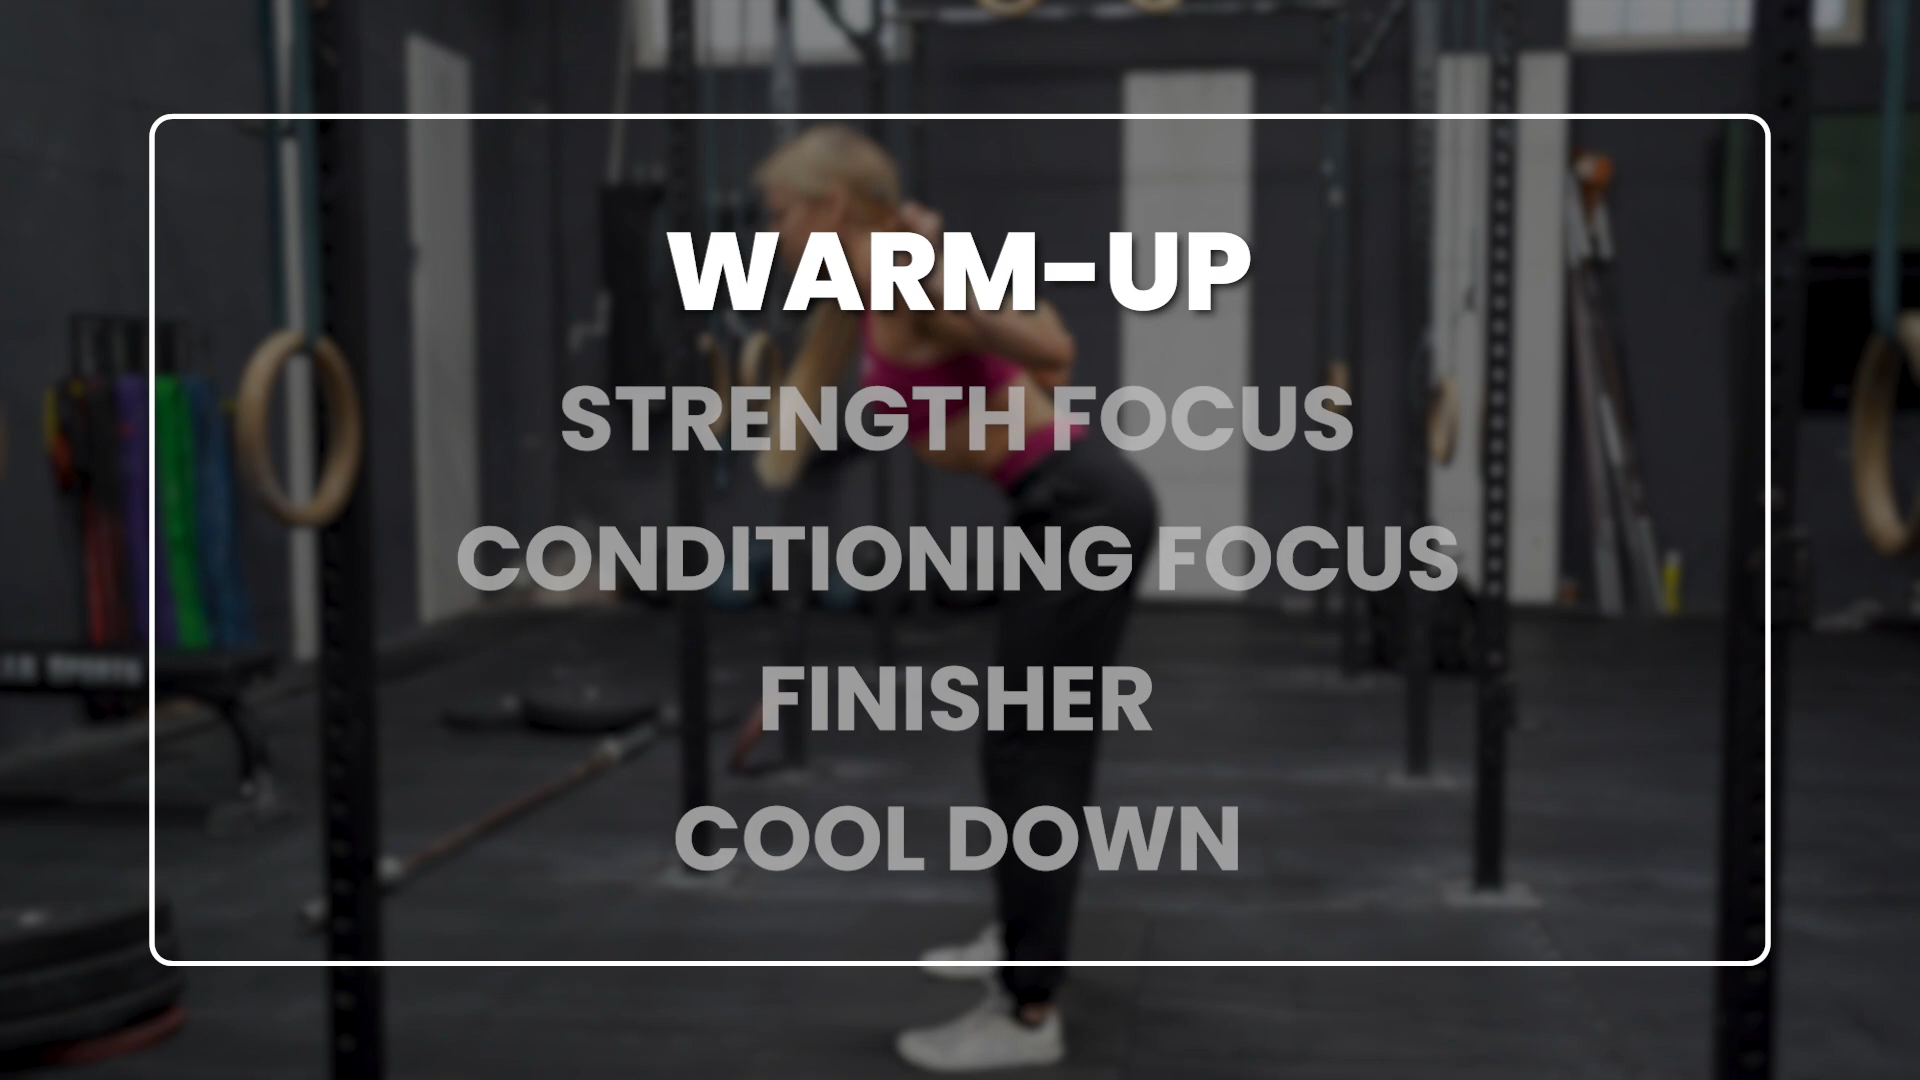 WARM-UP
STRENGTH FOCUS
CONDITIONING FOCUS
FINISHER
COOL DOWN